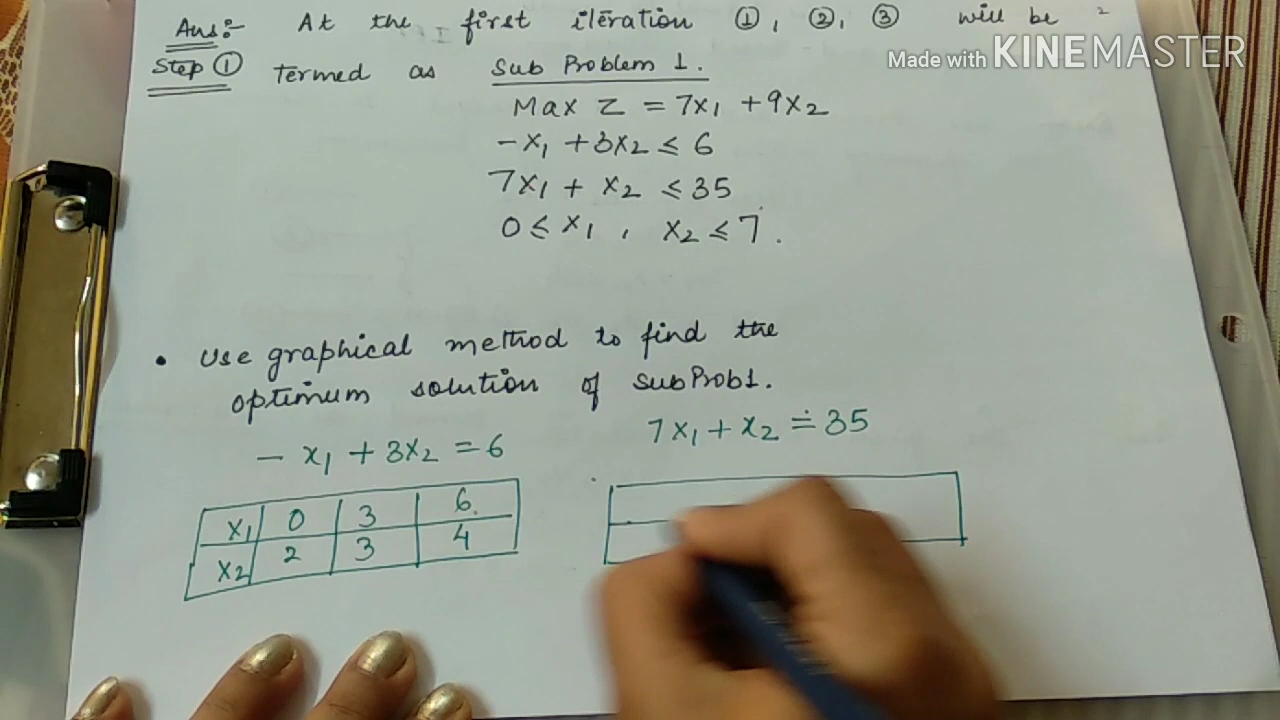 Ans:- At the first iteration ①, ②, ③ will be
Made with KINEMASTER
Step ① Termed as Sub Problem 1.
Max Z = 7x₁ + 9x₂
-x₁ + 3x₂ ≤ 6
7x₁ + x₂ ≤ 35
0 ≤ x₁, x₂ ≤ 7.
• Use graphical method to find the
optimum solution of subProb1.
- x₁ + 3x₂ = 6
7x₁ + x₂ = 35
x₁ 0 3 6
x₂ 2 3 4